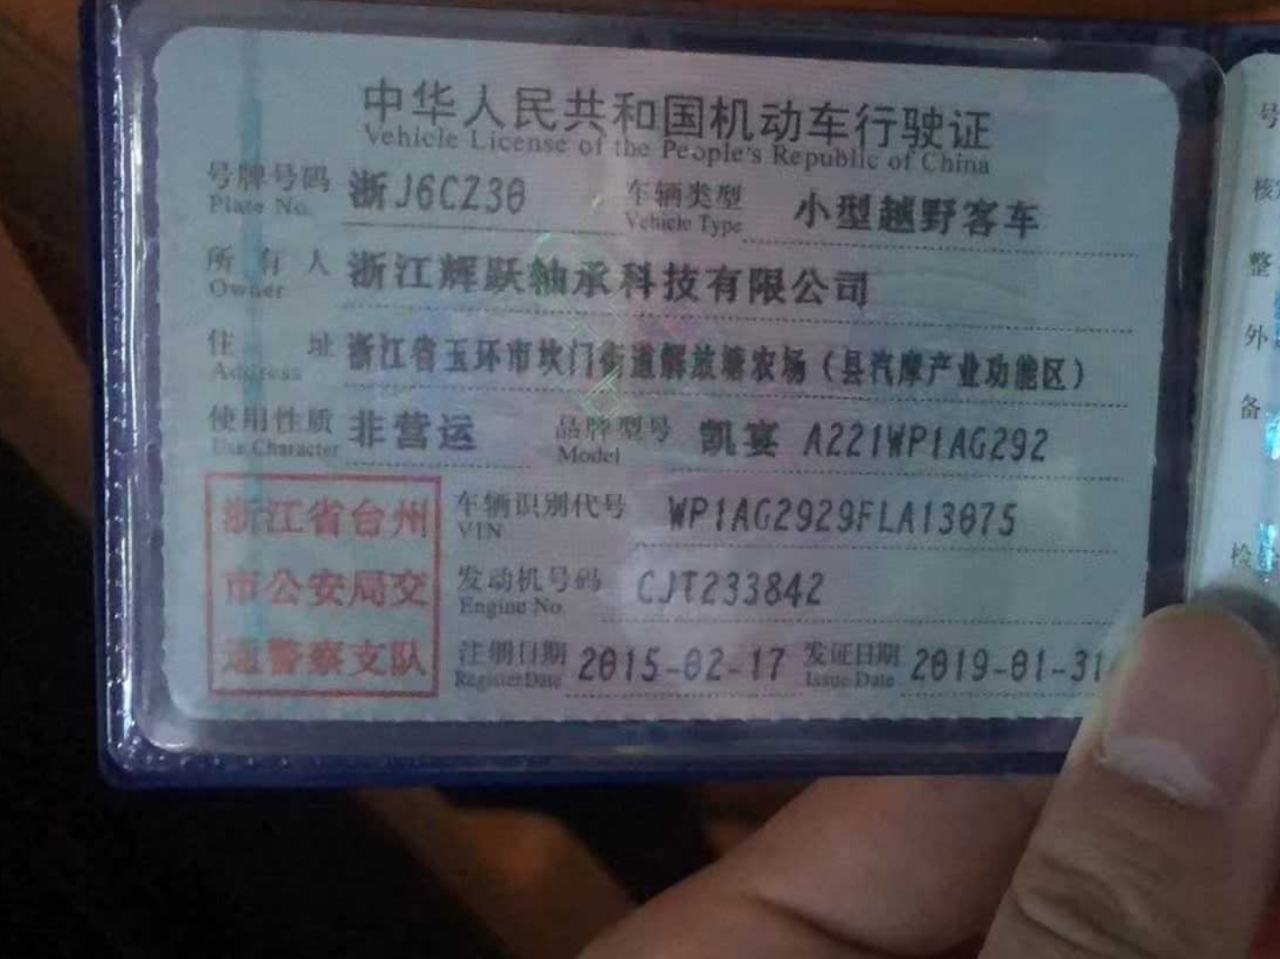 中华人民共和国机动车行驶证
Vehicle License of the People's Republic of China
号牌号码 浙J6CZ30 车辆类型 小型越野客车
Plate No. Vehicle Type
所有人 浙江辉跃轴承科技有限公司
Owner
住址 浙江省玉环市坎门街道解放塘农场（县汽摩产业功能区）
Address
使用性质 非营运 品牌型号 凯宴 A221WP1AG292
Use Character Model
浙江省台州
市公安局交
通警察支队
车辆识别代号 WP1AG2929FLA13075
VIN
发动机号码 CJT233842
Engine No.
注册日期 2015-02-17 发证日期 2019-01-31
Register Date Issue Date
号
核
整
外
备
检